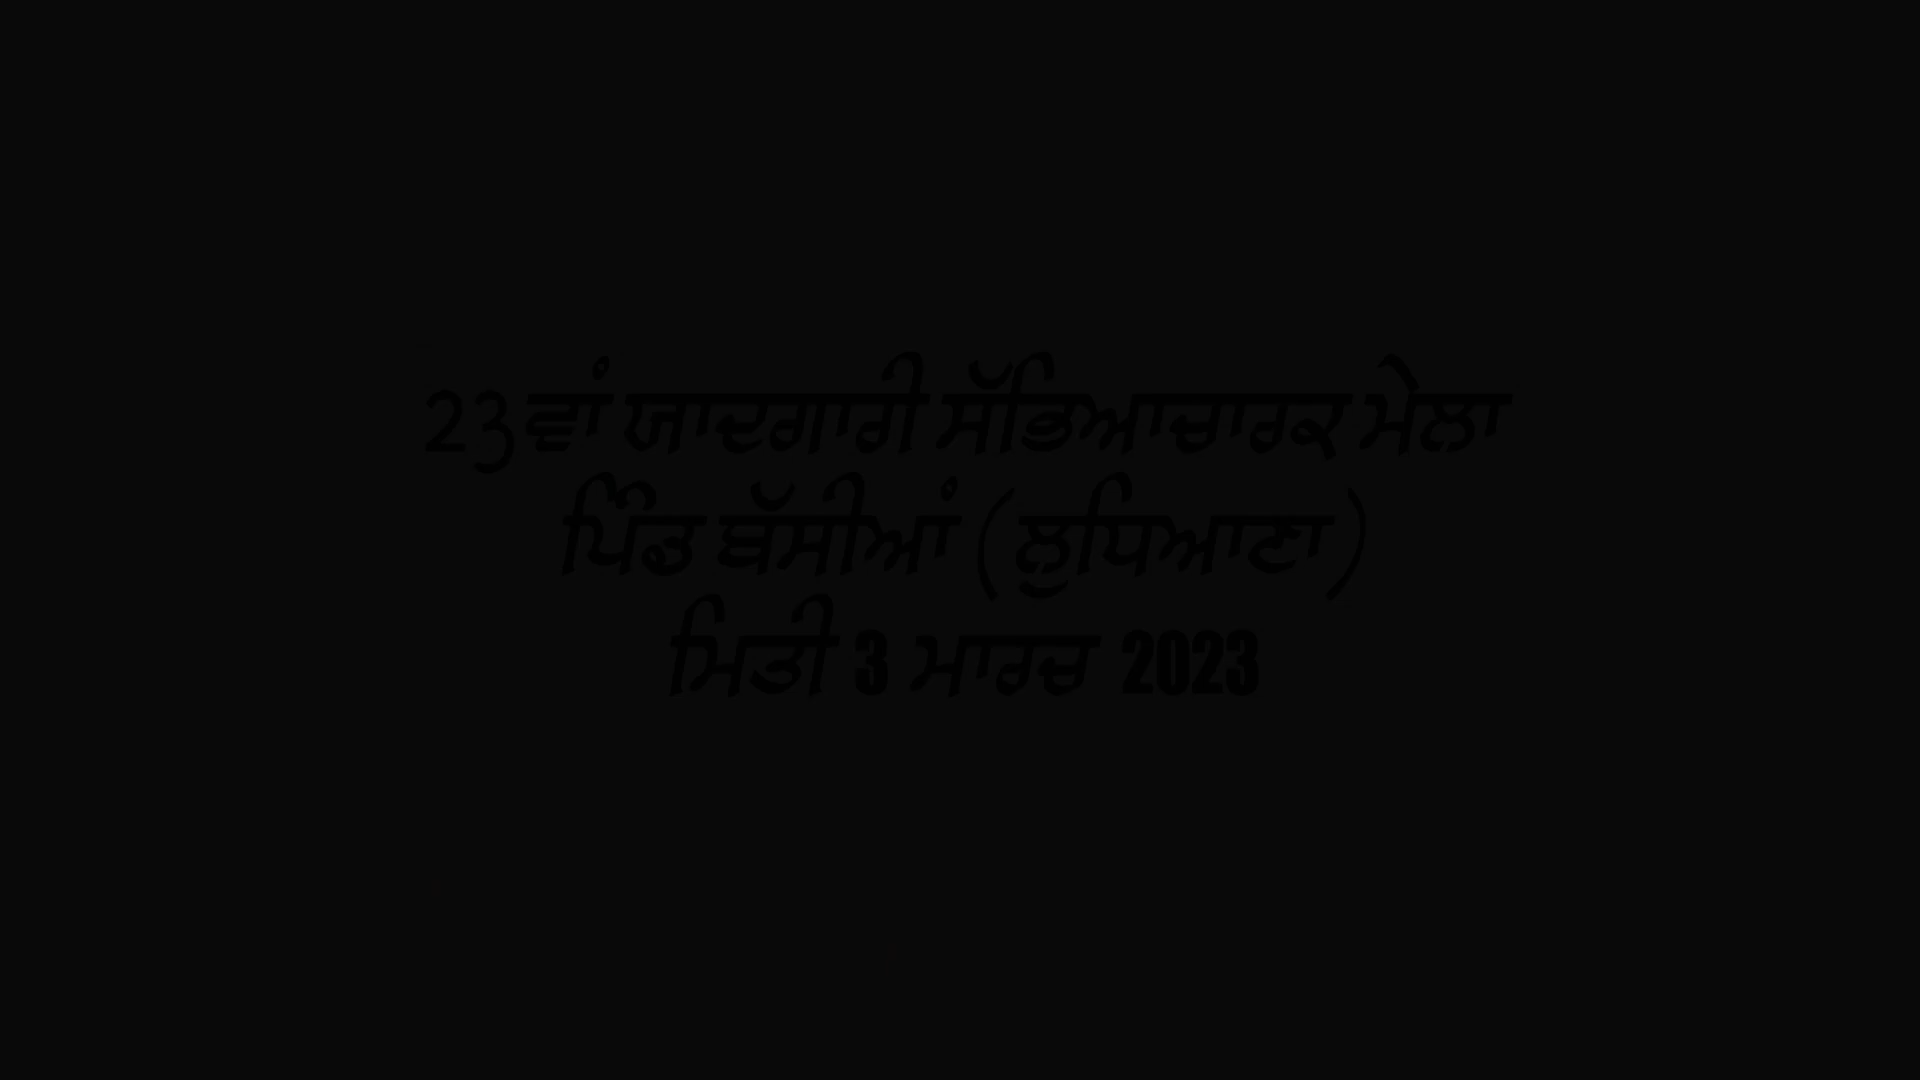 23ਵਾਂ ਯਾਦਗਾਰੀ ਸੱਭਿਆਚਾਰਕ ਮੇਲਾ
ਪਿੰਡ ਬੱਸੀਆਂ (ਲੁਧਿਆਣਾ)
ਮਿਤੀ 3 ਮਾਰਚ 2023